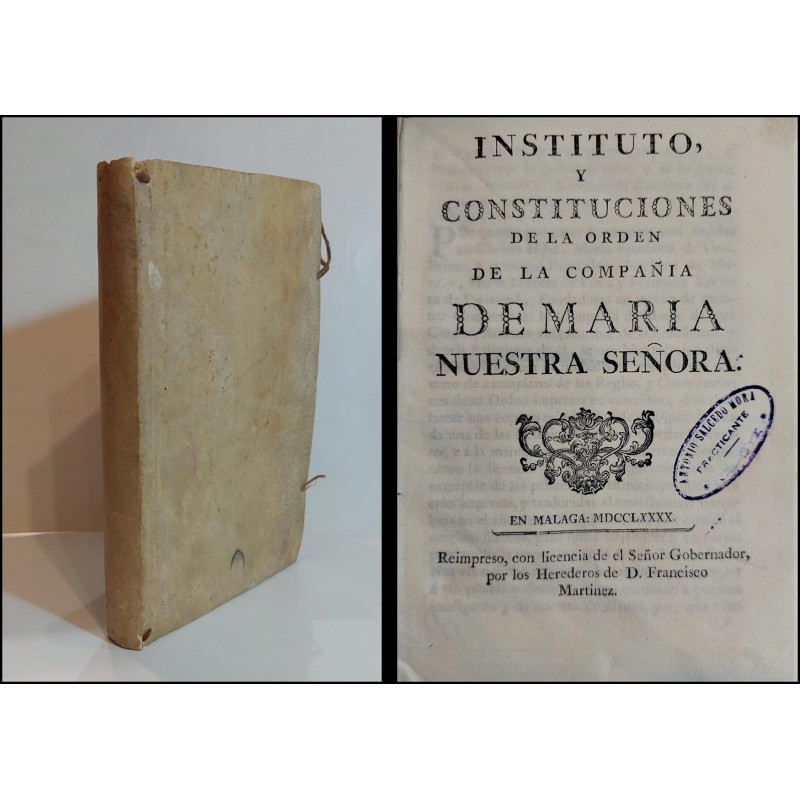 INSTITUTO,
Y
CONSTITUCIONES
DE LA ORDEN
DE LA COMPAÑIA
DE MARIA
NUESTRA SEÑORA.
ANTONIO SALCEDO MORA
PRACTICANTE
EN MALAGA: MDCCLXXXX.
Reimpreso, con licencia de el Señor Gobernador,
por los Herederos de D. Francisco
Martinez.